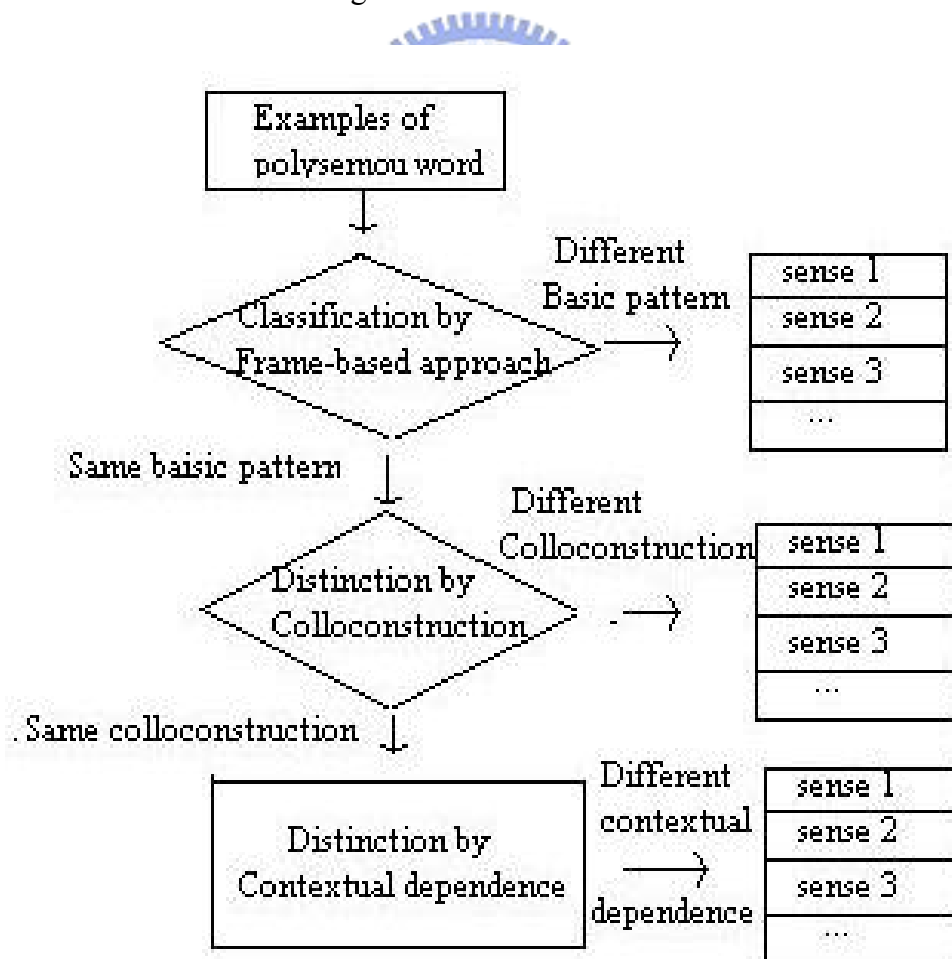 Examples of
polysemou word
Different
Basic pattern
sense 1
sense 2
sense 3
...
Classification by
Frame-based approach
Same baisic pattern
Different
Colloconstruction
sense 1
sense 2
sense 3
...
Distinction by
Colloconstruction
. Same colloconstruction
Different
contextual
dependence
sense 1
sense 2
sense 3
...
Distinction by
Contextual dependence